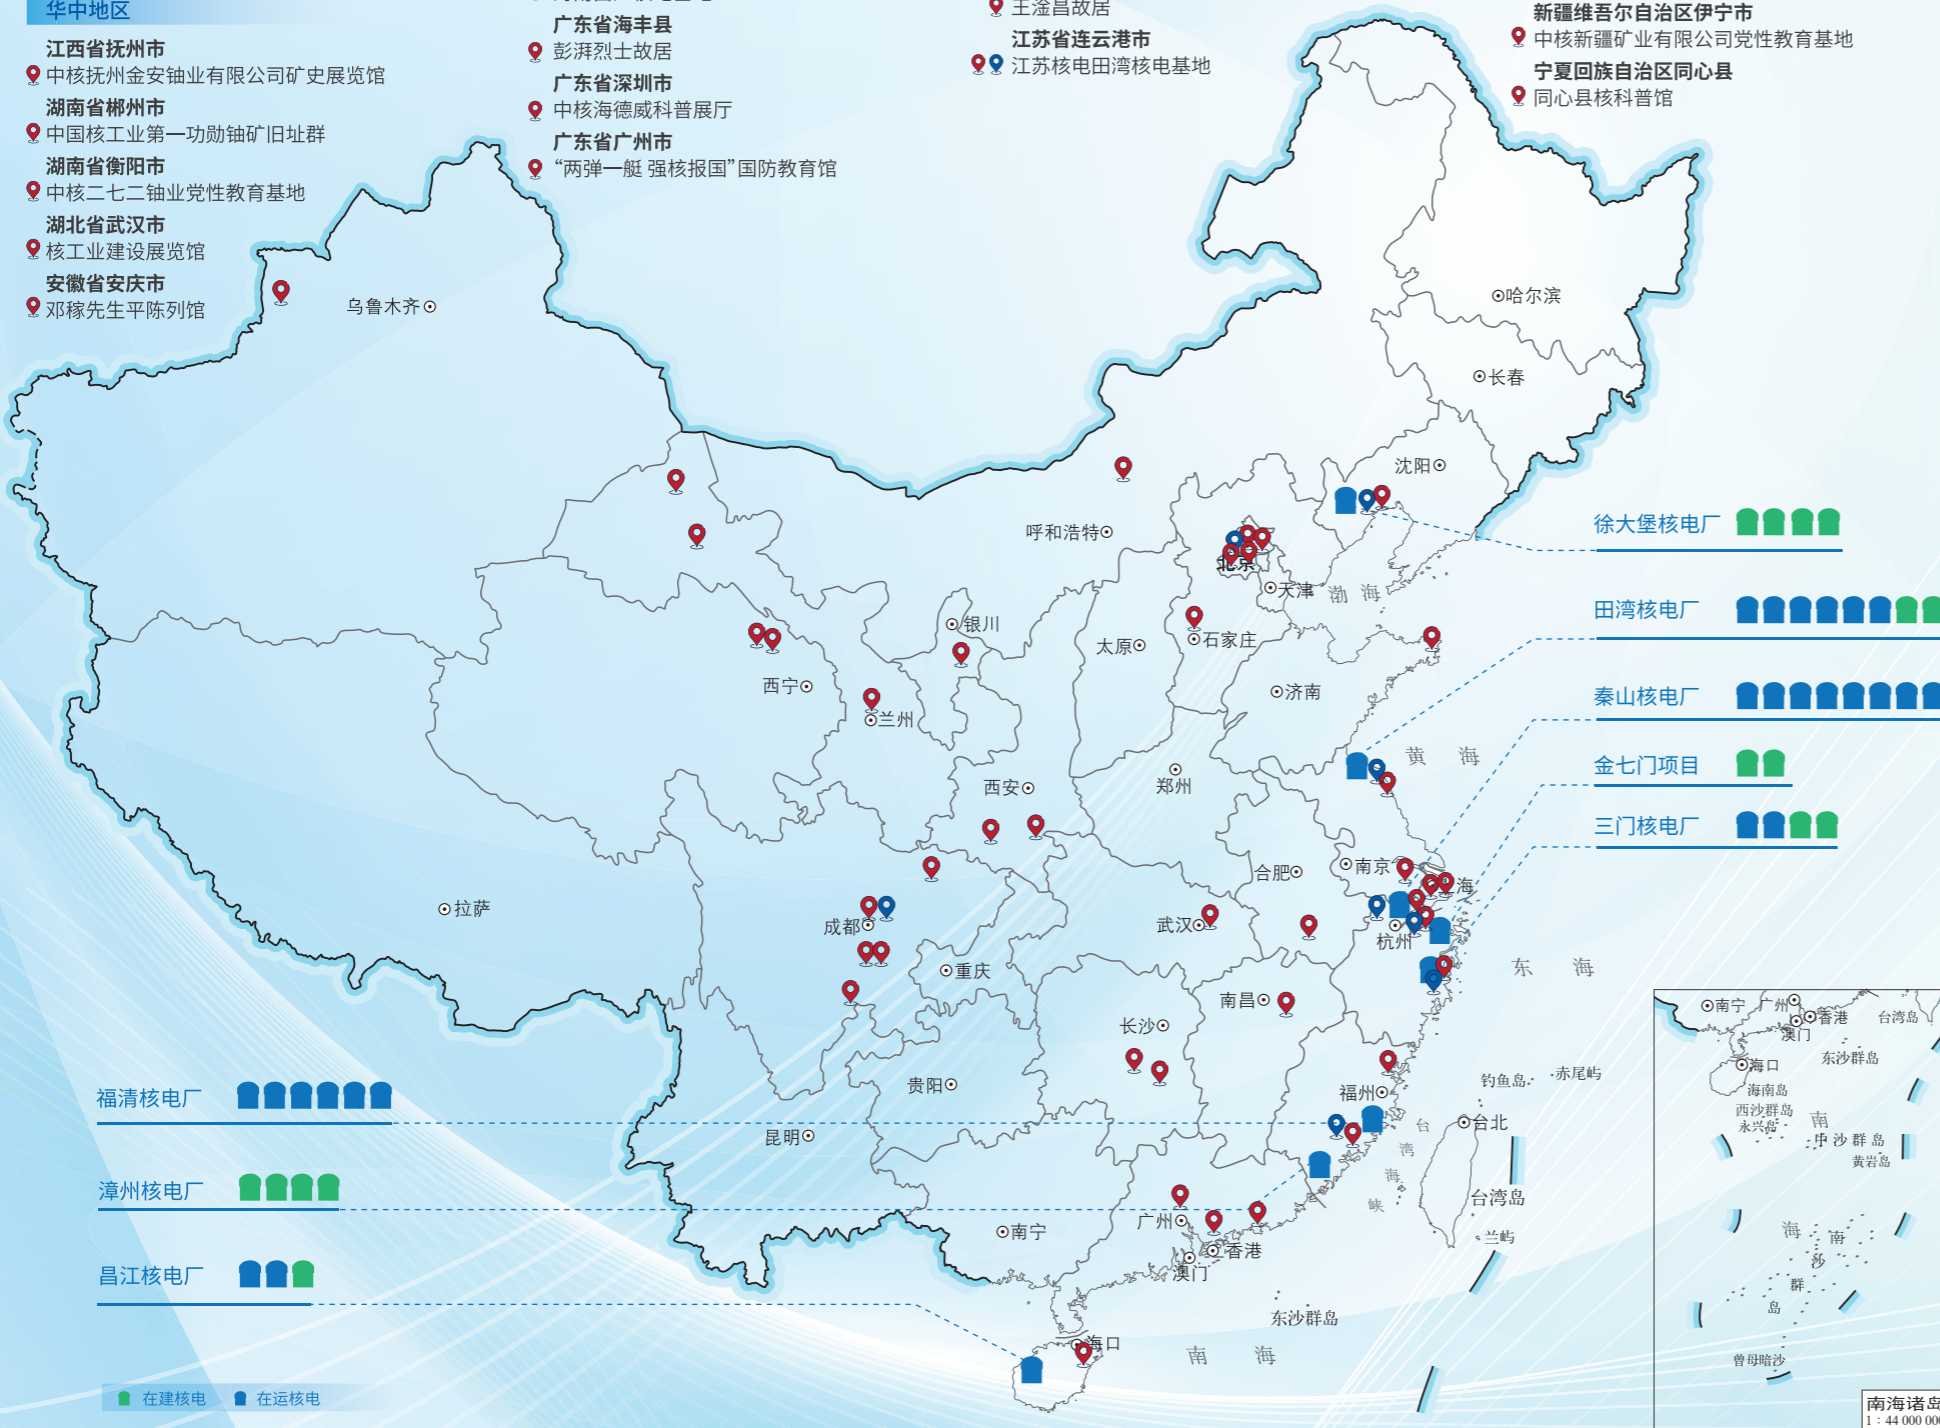 华中地区
江西省抚州市
中核抚州金安铀业有限公司矿史展览馆
湖南省郴州市
中国核工业第一功勋铀矿旧址群
湖南省衡阳市
中核二七二铀业党性教育基地
湖北省武汉市
核工业建设展览馆
安徽省安庆市
邓稼先生平陈列馆
广东省海丰县
彭湃烈士故居
广东省深圳市
中核海德威科普展厅
广东省广州市
“两弹一艇 强核报国”国防教育馆
王淦昌故居
江苏省连云港市
江苏核电田湾核电基地
新疆维吾尔自治区伊宁市
中核新疆矿业有限公司党性教育基地
宁夏回族自治区同心县
同心县核科普馆
乌鲁木齐
哈尔滨
长春
沈阳
呼和浩特
北京
天津
渤海
银川
太原
石家庄
西宁
济南
兰州
黄海
西安
郑州
合肥
南京
上海
拉萨
成都
武汉
杭州
重庆
东海
南昌
长沙
贵阳
福州
钓鱼岛
赤尾屿
昆明
台北
台湾海峡
台湾岛
广州
南宁
香港
澳门
兰屿
东沙群岛
海口
南海
徐大堡核电厂
田湾核电厂
秦山核电厂
金七门项目
三门核电厂
福清核电厂
漳州核电厂
昌江核电厂
在建核电
在运核电
南宁
广州
香港
澳门
台湾岛
东沙群岛
海口
海南岛
西沙群岛
永兴岛
中沙群岛
黄岩岛
南海
南沙群岛
曾母暗沙
南海诸岛